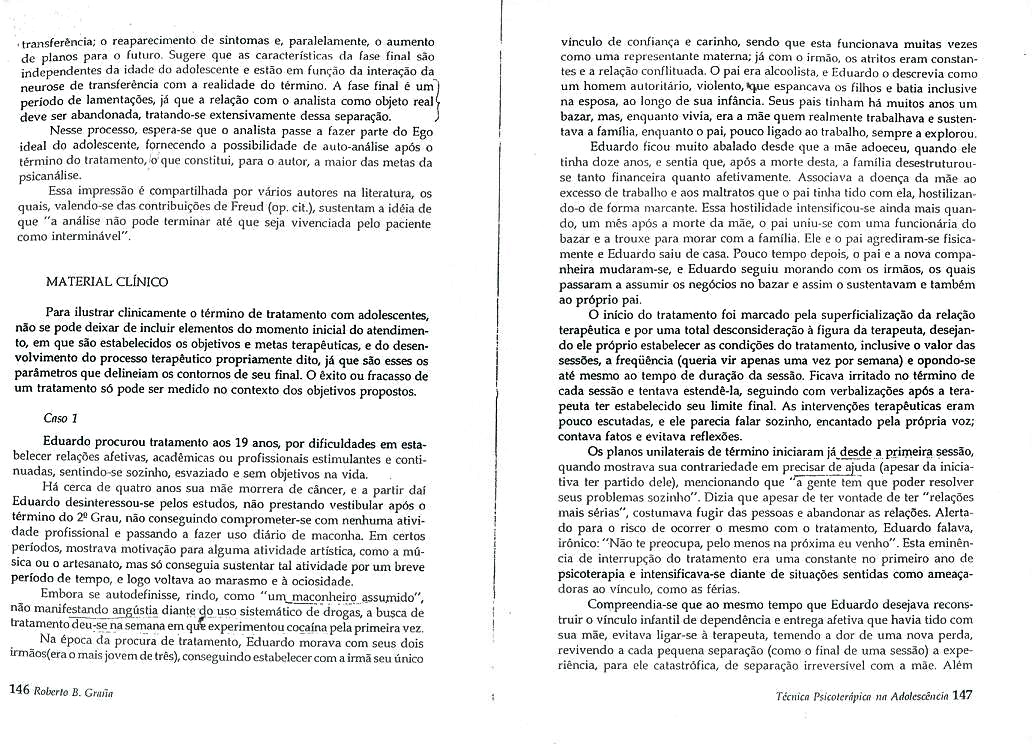 transferência; o reaparecimento de sintomas e, paralelamente, o aumento
de planos para o futuro. Sugere que as características da fase final são
independentes da idade do adolescente e estão em função da interação da
neurose de transferência com a realidade do término. A fase final é um
período de lamentações, já que a relação com o analista como objeto real
deve ser abandonada, tratando-se extensivamente dessa separação.
Nesse processo, espera-se que o analista passe a fazer parte do Ego
ideal do adolescente, fornecendo a possibilidade de auto-análise após o
término do tratamento, o que constitui, para o autor, a maior das metas da
psicanálise.
Essa impressão é compartilhada por vários autores na literatura, os
quais, valendo-se das contribuições de Freud (op. cit.), sustentam a idéia de
que "a análise não pode terminar até que seja vivenciada pelo paciente
como interminável".
MATERIAL CLÍNICO
Para ilustrar clinicamente o término de tratamento com adolescentes,
não se pode deixar de incluir elementos do momento inicial do atendimen-
to, em que são estabelecidos os objetivos e metas terapêuticas, e do desen-
volvimento do processo terapêutico propriamente dito, já que são esses os
parâmetros que delineiam os contornos de seu final. O êxito ou fracasso de
um tratamento só pode ser medido no contexto dos objetivos propostos.
Caso 1
Eduardo procurou tratamento aos 19 anos, por dificuldades em esta-
belecer relações afetivas, acadêmicas ou profissionais estimulantes e conti-
nuadas, sentindo-se sozinho, esvaziado e sem objetivos na vida.
Há cerca de quatro anos sua mãe morrera de câncer, e a partir daí
Eduardo desinteressou-se pelos estudos, não prestando vestibular após o
término do 2º Grau, não conseguindo comprometer-se com nenhuma ativi-
dade profissional e passando a fazer uso diário de maconha. Em certos
períodos, mostrava motivação para alguma atividade artística, como a mú-
sica ou o artesanato, mas só conseguia sustentar tal atividade por um breve
período de tempo, e logo voltava ao marasmo e à ociosidade.
Embora se autodefinisse, rindo, como "um maconheiro assumido",
não manifestando angústia diante do uso sistemático de drogas, a busca de
tratamento deu-se na semana em que experimentou cocaína pela primeira vez.
Na época da procura de tratamento, Eduardo morava com seus dois
irmãos(era o mais jovem de três), conseguindo estabelecer com a irmã seu único
146 Roberto B. Graña
vínculo de confiança e carinho, sendo que esta funcionava muitas vezes
como uma representante materna; já com o irmão, os atritos eram constan-
tes e a relação conflituada. O pai era alcoolista, e Eduardo o descrevia como
um homem autoritário, violento, que espancava os filhos e batia inclusive
na esposa, ao longo de sua infância. Seus pais tinham há muitos anos um
bazar, mas, enquanto vivia, era a mãe quem realmente trabalhava e susten-
tava a família, enquanto o pai, pouco ligado ao trabalho, sempre a explorou.
Eduardo ficou muito abalado desde que a mãe adoeceu, quando ele
tinha doze anos, e sentia que, após a morte desta, a família desestruturou-
se tanto financeira quanto afetivamente. Associava a doença da mãe ao
excesso de trabalho e aos maltratos que o pai tinha tido com ela, hostilizan-
do-o de forma marcante. Essa hostilidade intensificou-se ainda mais quan-
do, um mês após a morte da mãe, o pai uniu-se com uma funcionária do
bazar e a trouxe para morar com a família. Ele e o pai agrediram-se fisica-
mente e Eduardo saiu de casa. Pouco tempo depois, o pai e a nova compa-
nheira mudaram-se, e Eduardo seguiu morando com os irmãos, os quais
passaram a assumir os negócios no bazar e assim o sustentavam e também
ao próprio pai.
O início do tratamento foi marcado pela superficialização da relação
terapêutica e por uma total desconsideração à figura da terapeuta, desejan-
do ele próprio estabelecer as condições do tratamento, inclusive o valor das
sessões, a freqüência (queria vir apenas uma vez por semana) e opondo-se
até mesmo ao tempo de duração da sessão. Ficava irritado no término de
cada sessão e tentava estendê-la, seguindo com verbalizações após a tera-
peuta ter estabelecido seu limite final. As intervenções terapêuticas eram
pouco escutadas, e ele parecia falar sozinho, encantado pela própria voz;
contava fatos e evitava reflexões.
Os planos unilaterais de término iniciaram já desde a primeira sessão,
quando mostrava sua contrariedade em precisar de ajuda (apesar da inicia-
tiva ter partido dele), mencionando que "a gente tem que poder resolver
seus problemas sozinho". Dizia que apesar de ter vontade de ter "relações
mais sérias", costumava fugir das pessoas e abandonar as relações. Alerta-
do para o risco de ocorrer o mesmo com o tratamento, Eduardo falava,
irônico: "Não te preocupa, pelo menos na próxima eu venho". Esta eminên-
cia de interrupção do tratamento era uma constante no primeiro ano de
psicoterapia e intensificava-se diante de situações sentidas como ameaça-
doras ao vínculo, como as férias.
Compreendia-se que ao mesmo tempo que Eduardo desejava recons-
truir o vínculo infantil de dependência e entrega afetiva que havia tido com
sua mãe, evitava ligar-se à terapeuta, temendo a dor de uma nova perda,
revivendo a cada pequena separação (como o final de uma sessão) a expe-
riência, para ele catastrófica, de separação irreversível com a mãe. Além
Técnica Psicoterápica na Adolescência 147